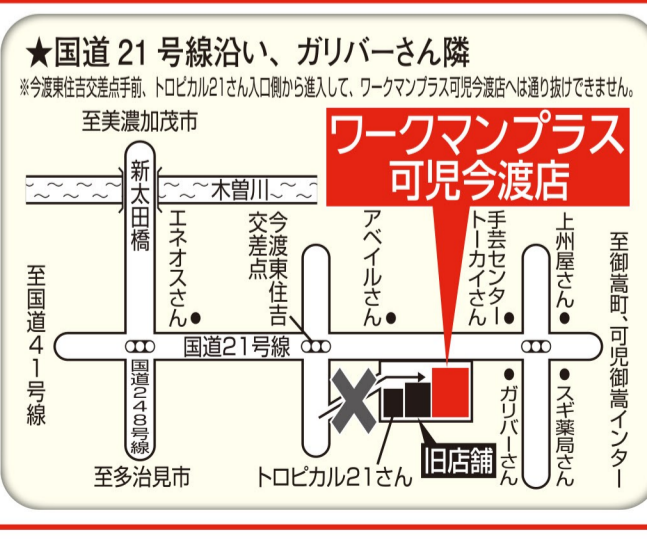 ★国道21号線沿い、ガリバーさん隣
※今渡東住吉交差点手前、トロピカル21さん入口側から進入して、ワークマンプラス可児今渡店へは通り抜けできません。
至美濃加茂市
ワークマンプラス
可児今渡店
新太田橋
木曽川
エネオスさん
今渡東住吉
交差点
アベイルさん
手芸センター
トーカイさん
上州屋さん
至御嵩町、可児御嵩インター
至国道41号線
国道21号線
国道248号線
ガリバーさん
スギ薬局さん
旧店舗
至多治見市
トロピカル21さん